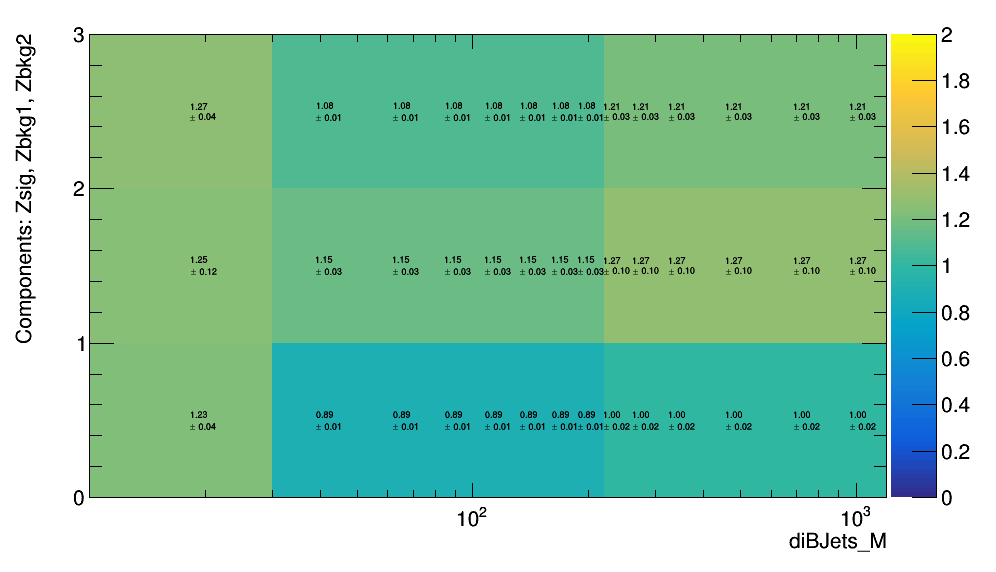 Components: Zsig, Zbkg1, Zbkg2
3
2
1
0
1.27 1.08 1.08 1.08 1.08 1.08 1.08 1.08 1.21 1.21 1.21 1.21 1.21 1.21
± 0.04 ± 0.01 ± 0.01 ± 0.01 ± 0.01 ± 0.01 ± 0.01 ± 0.01 ± 0.03 ± 0.03 ± 0.03 ± 0.03 ± 0.03 ± 0.03
1.25 1.15 1.15 1.15 1.15 1.15 1.15 1.15 1.27 1.27 1.27 1.27 1.27 1.27
± 0.12 ± 0.03 ± 0.03 ± 0.03 ± 0.03 ± 0.03 ± 0.03 ± 0.03 ± 0.10 ± 0.10 ± 0.10 ± 0.10 ± 0.10 ± 0.10
1.23 0.89 0.89 0.89 0.89 0.89 0.89 0.89 1.00 1.00 1.00 1.00 1.00 1.00
± 0.04 ± 0.01 ± 0.01 ± 0.01 ± 0.01 ± 0.01 ± 0.01 ± 0.01 ± 0.02 ± 0.02 ± 0.02 ± 0.02 ± 0.02 ± 0.02
10² 10³
diBJets_M
2
1.8
1.6
1.4
1.2
1
0.8
0.6
0.4
0.2
0